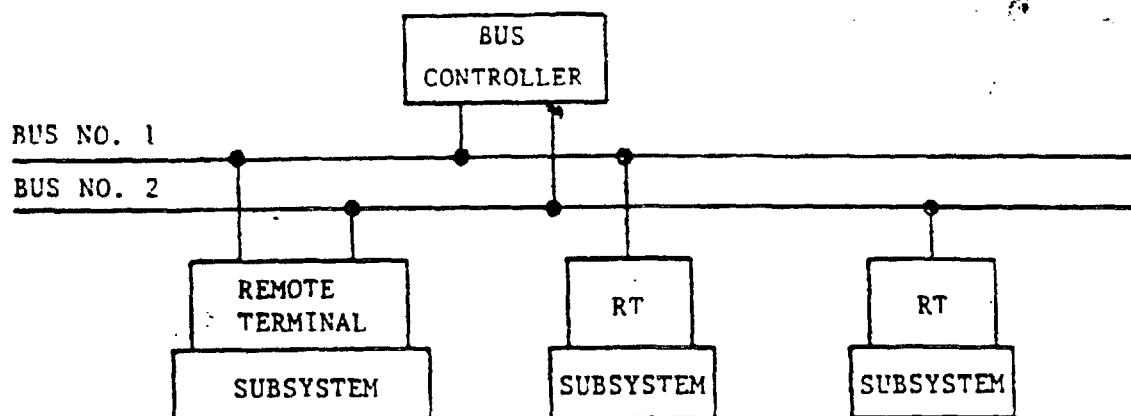 BUS
CONTROLLER
BUS NO. 1
BUS NO. 2
REMOTE
TERMINAL
RT
RT
SUBSYSTEM
SUBSYSTEM
SUBSYSTEM